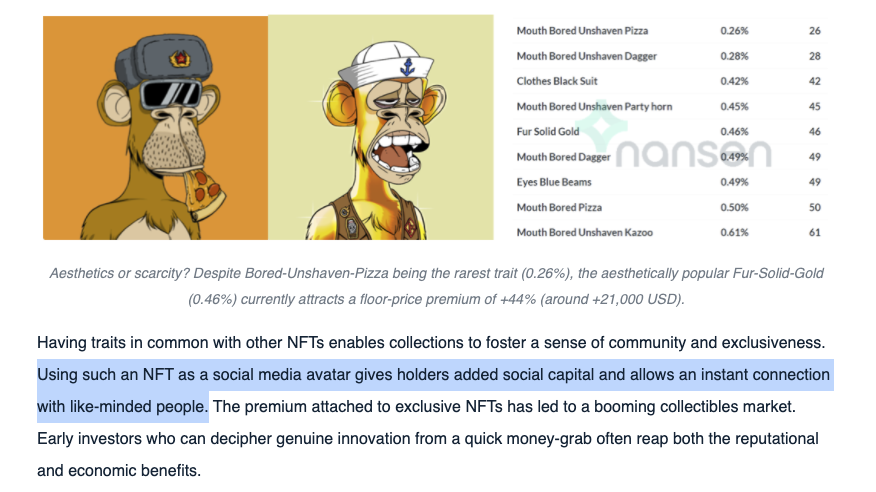 Mouth Bored Unshaven Pizza 0.26% 26
Mouth Bored Unshaven Dagger 0.28% 28
Clothes Black Suit 0.42% 42
Mouth Bored Unshaven Party horn 0.45% 45
Fur Solid Gold 0.46% 46
Mouth Bored Dagger 0.49% 49
nansen
Eyes Blue Beams 0.49% 49
Mouth Bored Pizza 0.50% 50
Mouth Bored Unshaven Kazoo 0.61% 61
Aesthetics or scarcity? Despite Bored-Unshaven-Pizza being the rarest trait (0.26%), the aesthetically popular Fur-Solid-Gold
(0.46%) currently attracts a floor-price premium of +44% (around +21,000 USD).
Having traits in common with other NFTs enables collections to foster a sense of community and exclusiveness.
Using such an NFT as a social media avatar gives holders added social capital and allows an instant connection
with like-minded people. The premium attached to exclusive NFTs has led to a booming collectibles market.
Early investors who can decipher genuine innovation from a quick money-grab often reap both the reputational
and economic benefits.